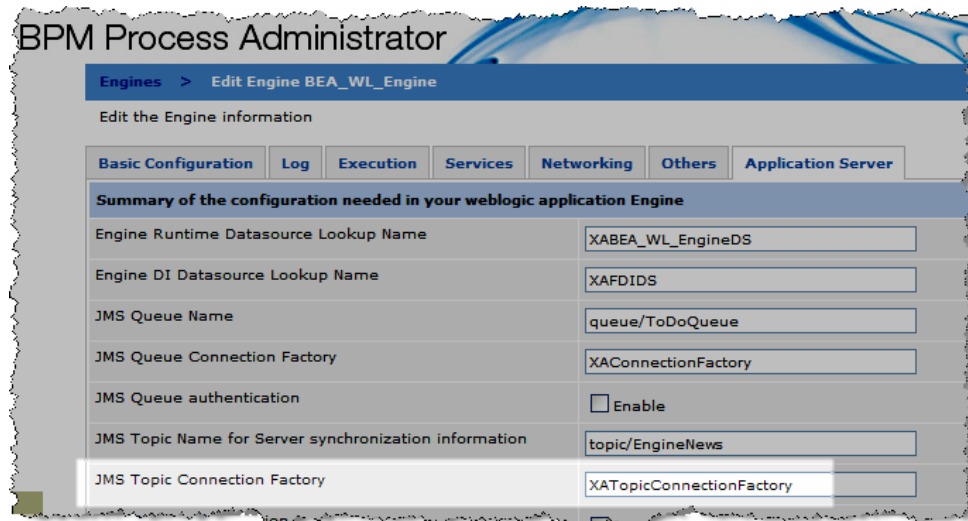 BPM Process Administrator
Engines > Edit Engine BEA_WL_Engine
Edit the Engine information
Basic Configuration Log Execution Services Networking Others Application Server
Summary of the configuration needed in your weblogic application Engine
Engine Runtime Datasource Lookup Name XABEA_WL_EngineDS
Engine DI Datasource Lookup Name XAFDIDS
JMS Queue Name queue/ToDoQueue
JMS Queue Connection Factory XAConnectionFactory
JMS Queue authentication Enable
JMS Topic Name for Server synchronization information topic/EngineNews
JMS Topic Connection Factory XATopicConnectionFactory